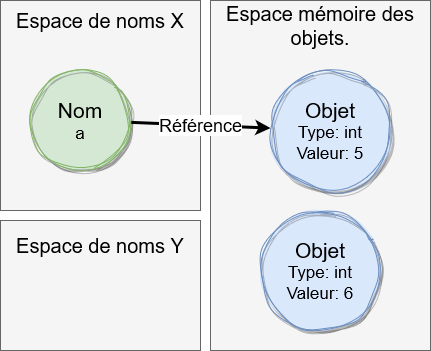 Espace de noms X
Nom
a
Référence
Espace de noms Y
Espace mémoire des
objets.
Objet
Type: int
Valeur: 5
Objet
Type: int
Valeur: 6